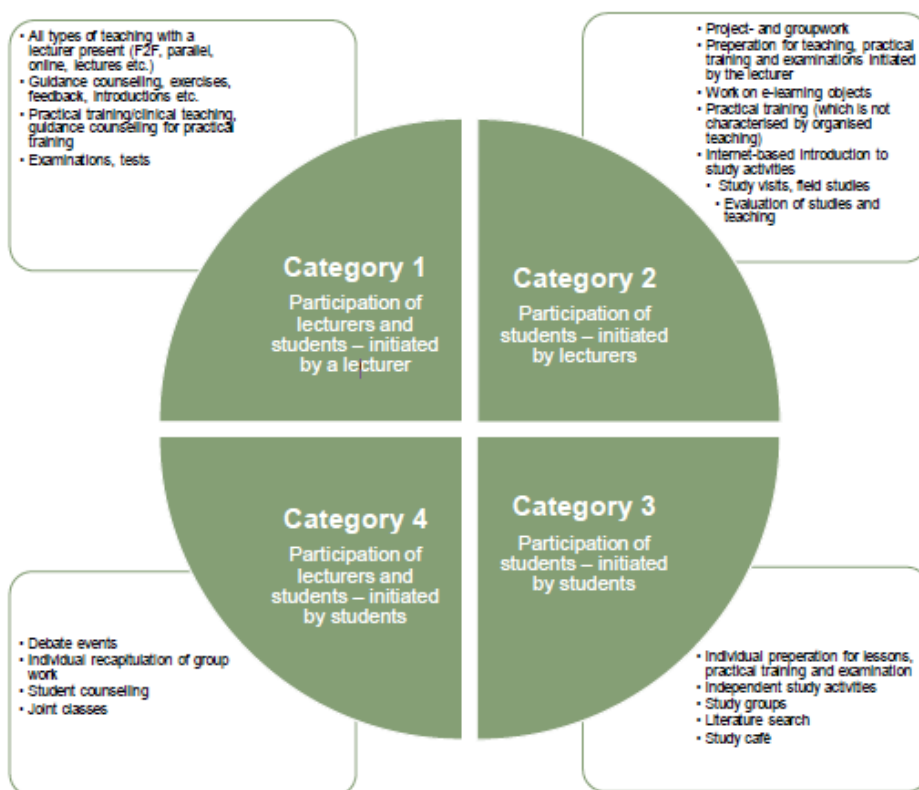 • All types of teaching with a
lecturer present (F2F, parallel,
online, lectures etc.)
• Guidance counselling, exercises,
feedback, introductions etc.
• Practical training/clinical teaching,
guidance counselling for practical
training
• Examinations, tests
• Project- and groupwork
• Preparation for teaching, practical
training and examinations initiated
by the lecturer
• Work on e-learning objects
• Practical training (which is not
characterised by organised
teaching)
• Internet-based introduction to
study activities
• Study visits, field studies
• Evaluation of studies and
teaching
Category 1
Participation of
lecturers and
students – initiated
by a lecturer
Category 2
Participation of
students – initiated
by lecturers
Category 4
Participation of
lecturers and
students – initiated
by students
Category 3
Participation of
students – initiated
by students
• Debate events
• Individual recapitulation of group
work
• Student counselling
• Joint classes
• Individual preparation for lessons,
practical training and examination
• Independent study activities
• Study groups
• Literature search
• Study café